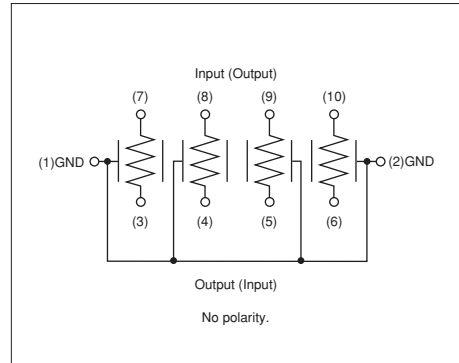 Input (Output)
(7) (8) (9) (10)
(1)GND (2)GND
(3) (4) (5) (6)
Output (Input)
No polarity.